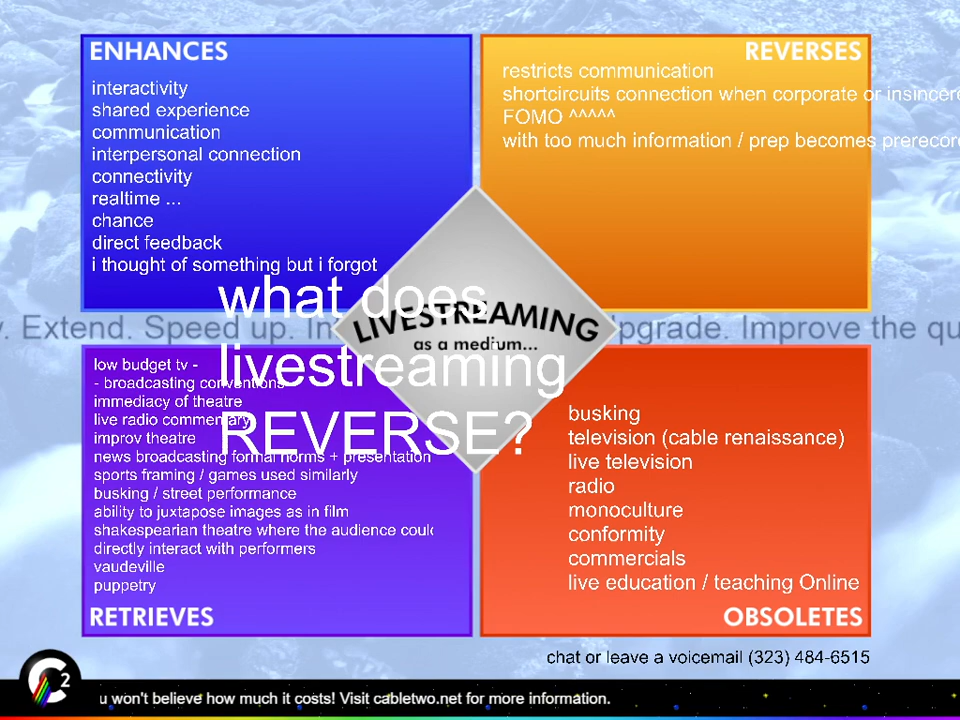 ENHANCES
interactivity
shared experience
communication
interpersonal connection
connectivity
realtime ...
chance
direct feedback
i thought of something but i forgot
REVERSES
restricts communication
shortcircuits connection when corporate or
FOMO ^^^^^
with too much information / prep becomes
what does
livestreaming
REVERSE?
LIVESTREAMING
as a medium...
. Extend. Speed up. Upgrade. Improve the
low budget tv -
- broadcasting conventions
immediacy of theatre
live radio commentary
improv theatre
news broadcasting formal norms + presentation
sports framing / games used similarly
busking / street performance
ability to juxtapose images as in film
shakespearian theatre where the audience could
directly interact with performers
vaudeville
puppetry
RETRIEVES
busking
television (cable renaissance)
live television
radio
monoculture
conformity
commercials
live education / teaching Online
OBSOLETES
chat or leave a voicemail (323) 484-6515
C2
u won't believe how much it costs! Visit cabletwo.net for more information.